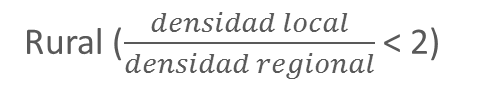 Rural (densidad local / densidad regional < 2)